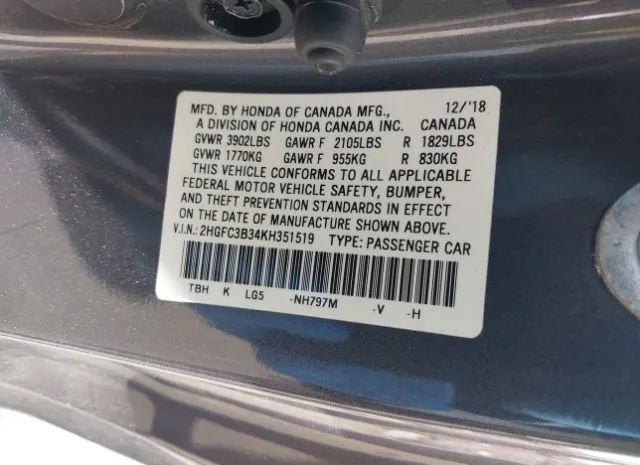 MFD. BY HONDA OF CANADA MFG., 12/'18
A DIVISION OF HONDA CANADA INC. CANADA
GVWR 3902LBS GAWR F 2105LBS R 1829LBS
GVWR 1770KG GAWR F 955KG R 830KG
THIS VEHICLE CONFORMS TO ALL APPLICABLE
FEDERAL MOTOR VEHICLE SAFETY, BUMPER,
AND THEFT PREVENTION STANDARDS IN EFFECT
ON THE DATE OF MANUFACTURE SHOWN ABOVE.
V.I.N.: 2HGFC3B34KH351519 TYPE: PASSENGER CAR
TBH K LG5 -NH797M -V -H